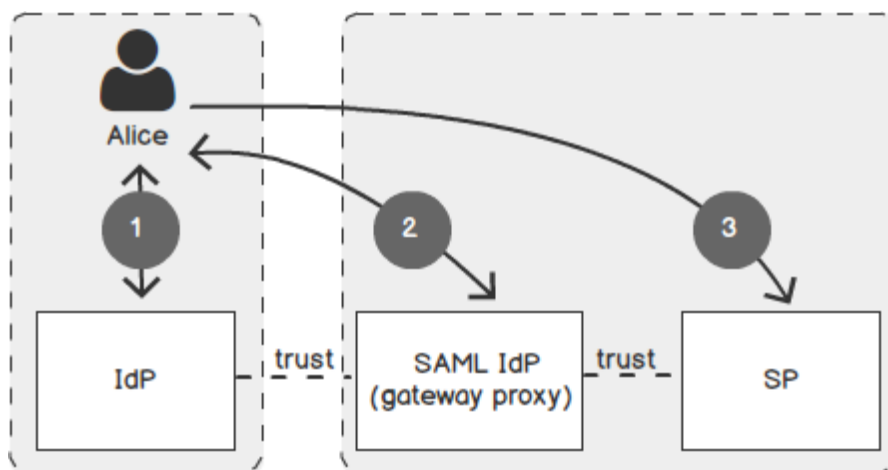 Alice
1
2
3
IdP
trust
SAML IdP
(gateway proxy)
trust
SP